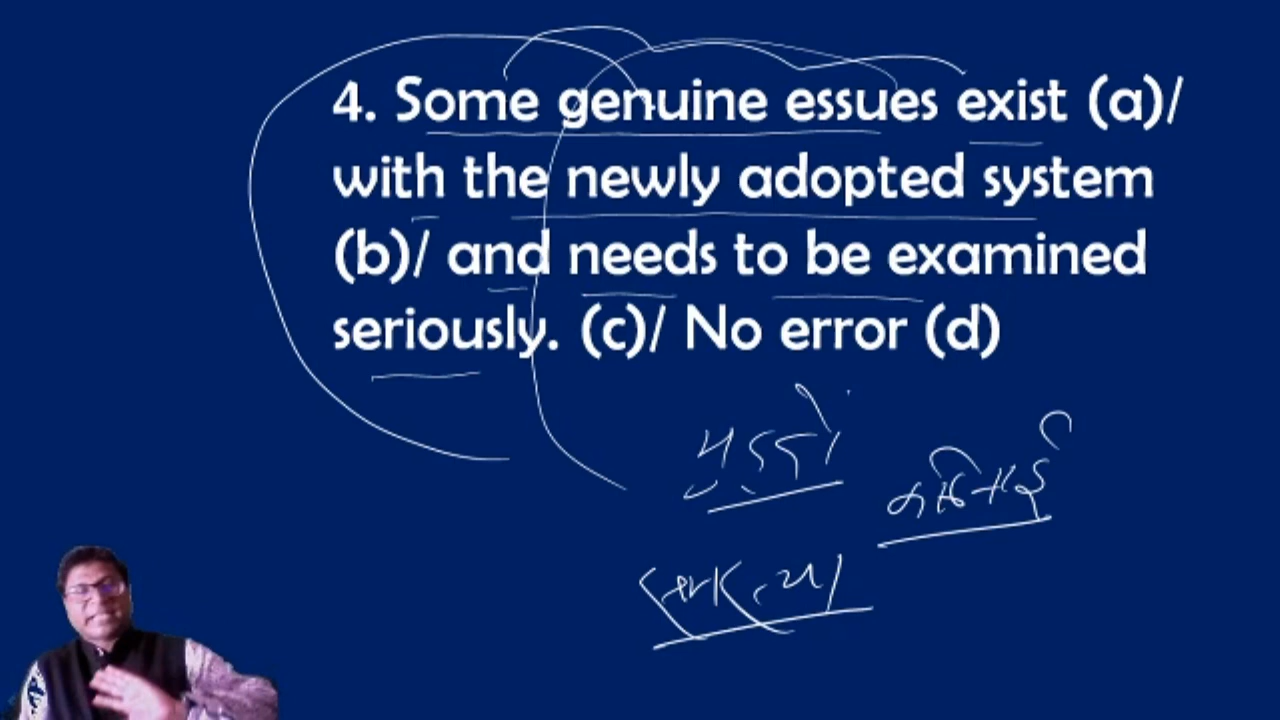 4. Some genuine essues exist (a)/
with the newly adopted system
(b)/ and needs to be examined
seriously. (c)/ No error (d)